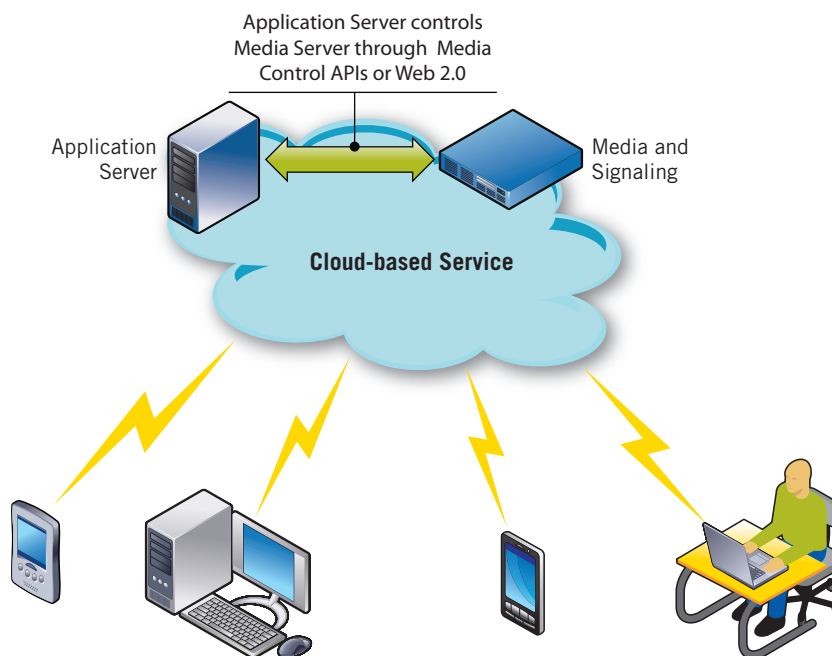 Application Server controls
Media Server through Media
Control APIs or Web 2.0
Application
Server
Media and
Signaling
Cloud-based Service